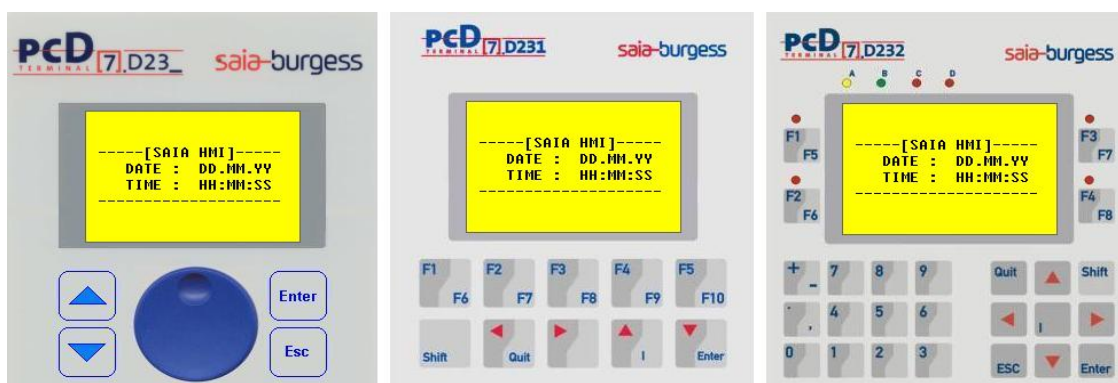 PCD
TERMINAL [7].D23_
saia-burgess
-----[SAIA HMI]-----
DATE : DD.MM.YY
TIME : HH:MM:SS
--------------------
Enter
Esc
PCD
TERMINAL [7].D231
saia-burgess
-----[SAIA HMI]-----
DATE : DD.MM.YY
TIME : HH:MM:SS
--------------------
F1 F2 F3 F4 F5
F6 F7 F8 F9 F10
Shift Quit I Enter
PCD
TERMINAL [7].D232
saia-burgess
A B C D
-----[SAIA HMI]-----
DATE : DD.MM.YY
TIME : HH:MM:SS
--------------------
F1 F5
F2 F6
F3 F7
F4 F8
+ - 7 8 9 Quit Shift
. , 4 5 6 I
0 1 2 3 ESC Enter